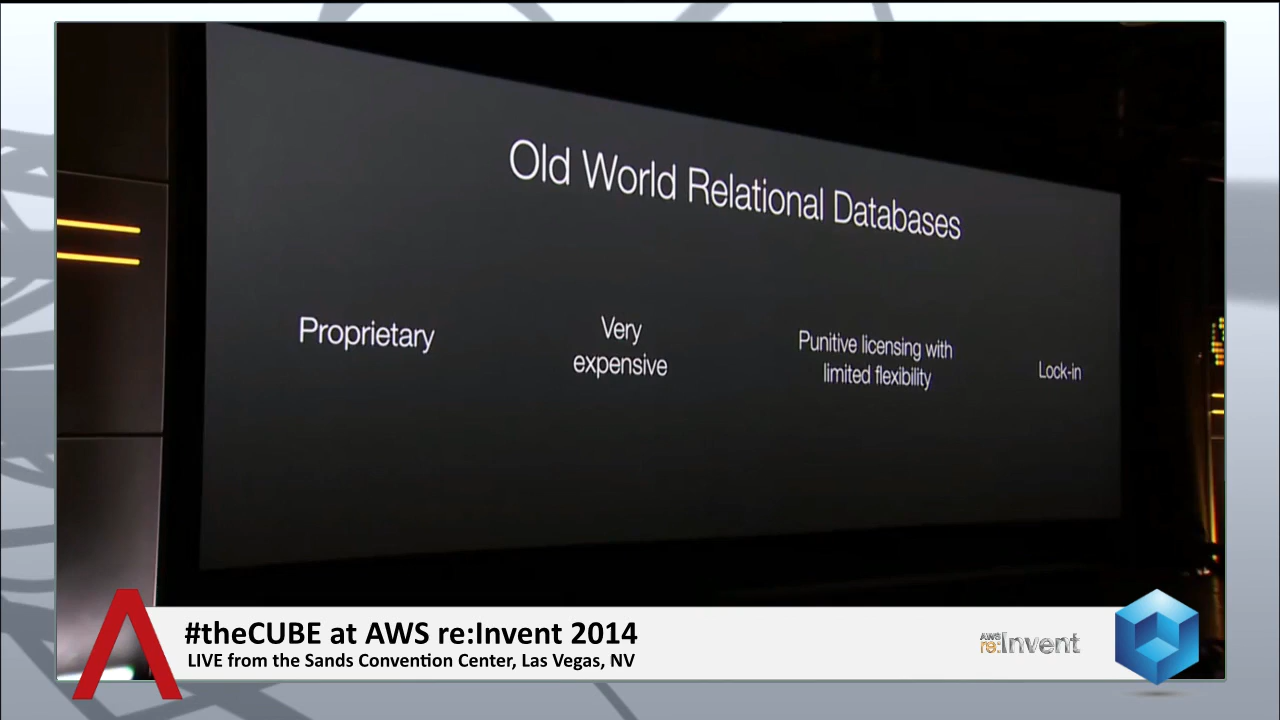 Old World Relational Databases
Proprietary
Very
expensive
Punitive licensing with
limited flexibility
Lock-in
#theCUBE at AWS re:Invent 2014
LIVE from the Sands Convention Center, Las Vegas, NV
AWS
re:Invent